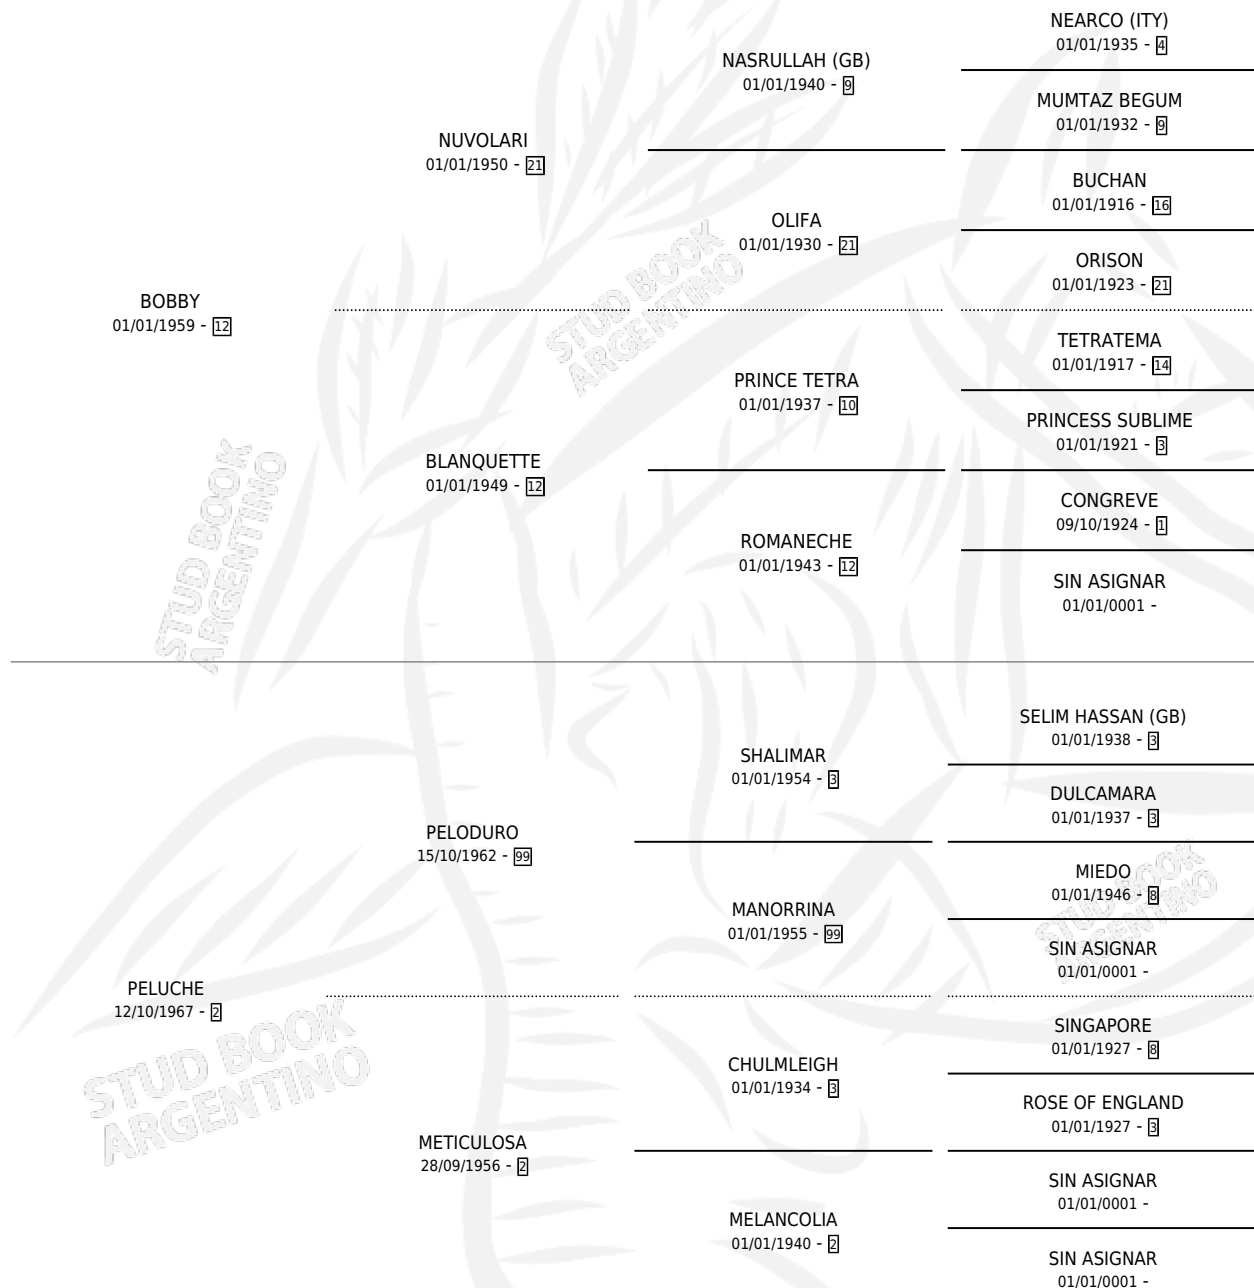 NEARCO (ITY)
01/01/1935 - 4
NASRULLAH (GB)
01/01/1940 - 9
MUMTAZ BEGUM
01/01/1932 - 9
NUVOLARI
01/01/1950 - 21
BUCHAN
01/01/1916 - 16
OLIFA
01/01/1930 - 21
ORISON
01/01/1923 - 21
BOBBY
01/01/1959 - 12
TETRATEMA
01/01/1917 - 14
PRINCE TETRA
01/01/1937 - 10
PRINCESS SUBLIME
01/01/1921 - 3
BLANQUETTE
01/01/1949 - 12
CONGREVE
09/10/1924 - 1
ROMANECHE
01/01/1943 - 12
SIN ASIGNAR
01/01/0001 -
SELIM HASSAN (GB)
01/01/1938 - 3
SHALIMAR
01/01/1954 - 3
DULCAMARA
01/01/1937 - 3
PELODURO
15/10/1962 - 99
MIEDO
01/01/1946 - 8
MANORRINA
01/01/1955 - 99
SIN ASIGNAR
01/01/0001 -
PELUCHE
12/10/1967 - 2
SINGAPORE
01/01/1927 - 8
CHULMLEIGH
01/01/1934 - 3
ROSE OF ENGLAND
01/01/1927 - 3
METICULOSA
28/09/1956 - 2
SIN ASIGNAR
01/01/0001 -
MELANCOLIA
01/01/1940 - 2
SIN ASIGNAR
01/01/0001 -
STUD BOOK
ARGENTINO
STUD BOOK
ARGENTINO
STUD BOOK
ARGENTINO
STUD BOOK
ARGENTINO